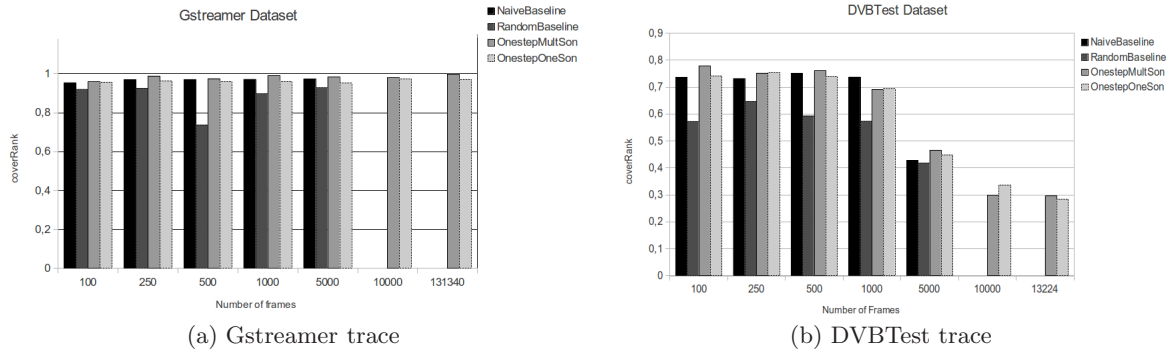 Gstreamer Dataset
NaiveBaseline
RandomBaseline
OnestepMultSon
OnestepOneSon
coverRank
1
0,8
0,6
0,4
0,2
0
100 250 500 1000 5000 10000 131340
Number of frames
(a) Gstreamer trace
DVBTest Dataset
NaiveBaseline
RandomBaseline
OnestepMultSon
OnestepOneSon
coverRank
0,9
0,8
0,7
0,6
0,5
0,4
0,3
0,2
0,1
0
100 250 500 1000 5000 10000 13224
Number of Frames
(b) DVBTest trace